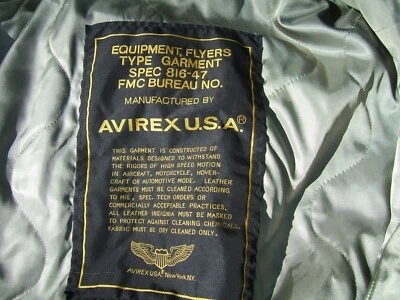 EQUIPMENT, FLYERS
TYPE GARMENT
SPEC 816-47
FMC BUREAU NO.
MANUFACTURED BY
AVIREX U.S.A.®
THIS GARMENT IS CONSTRUCTED OF
MATERIALS DESIGNED TO WITHSTAND
THE RIGORS OF HIGH SPEED MOTION
IN AIRCRAFT, MOTORCYCLE, HOVER-
CRAFT OR AUTOMOTIVE MODE. LEATHER
GARMENTS MUST BE CLEANED ACCORDING
TO MIL. SPEC. TECH ORDERS OR
COMMERCIALLY ACCEPTABLE PRACTICES.
ALL LEATHER INSIGNIA MUST BE MASKED
TO PROTECT AGAINST CLEANING CHEMICALS.
FABRIC MUST BE DRY CLEANED ONLY.
AVIREX USA. New York NY.